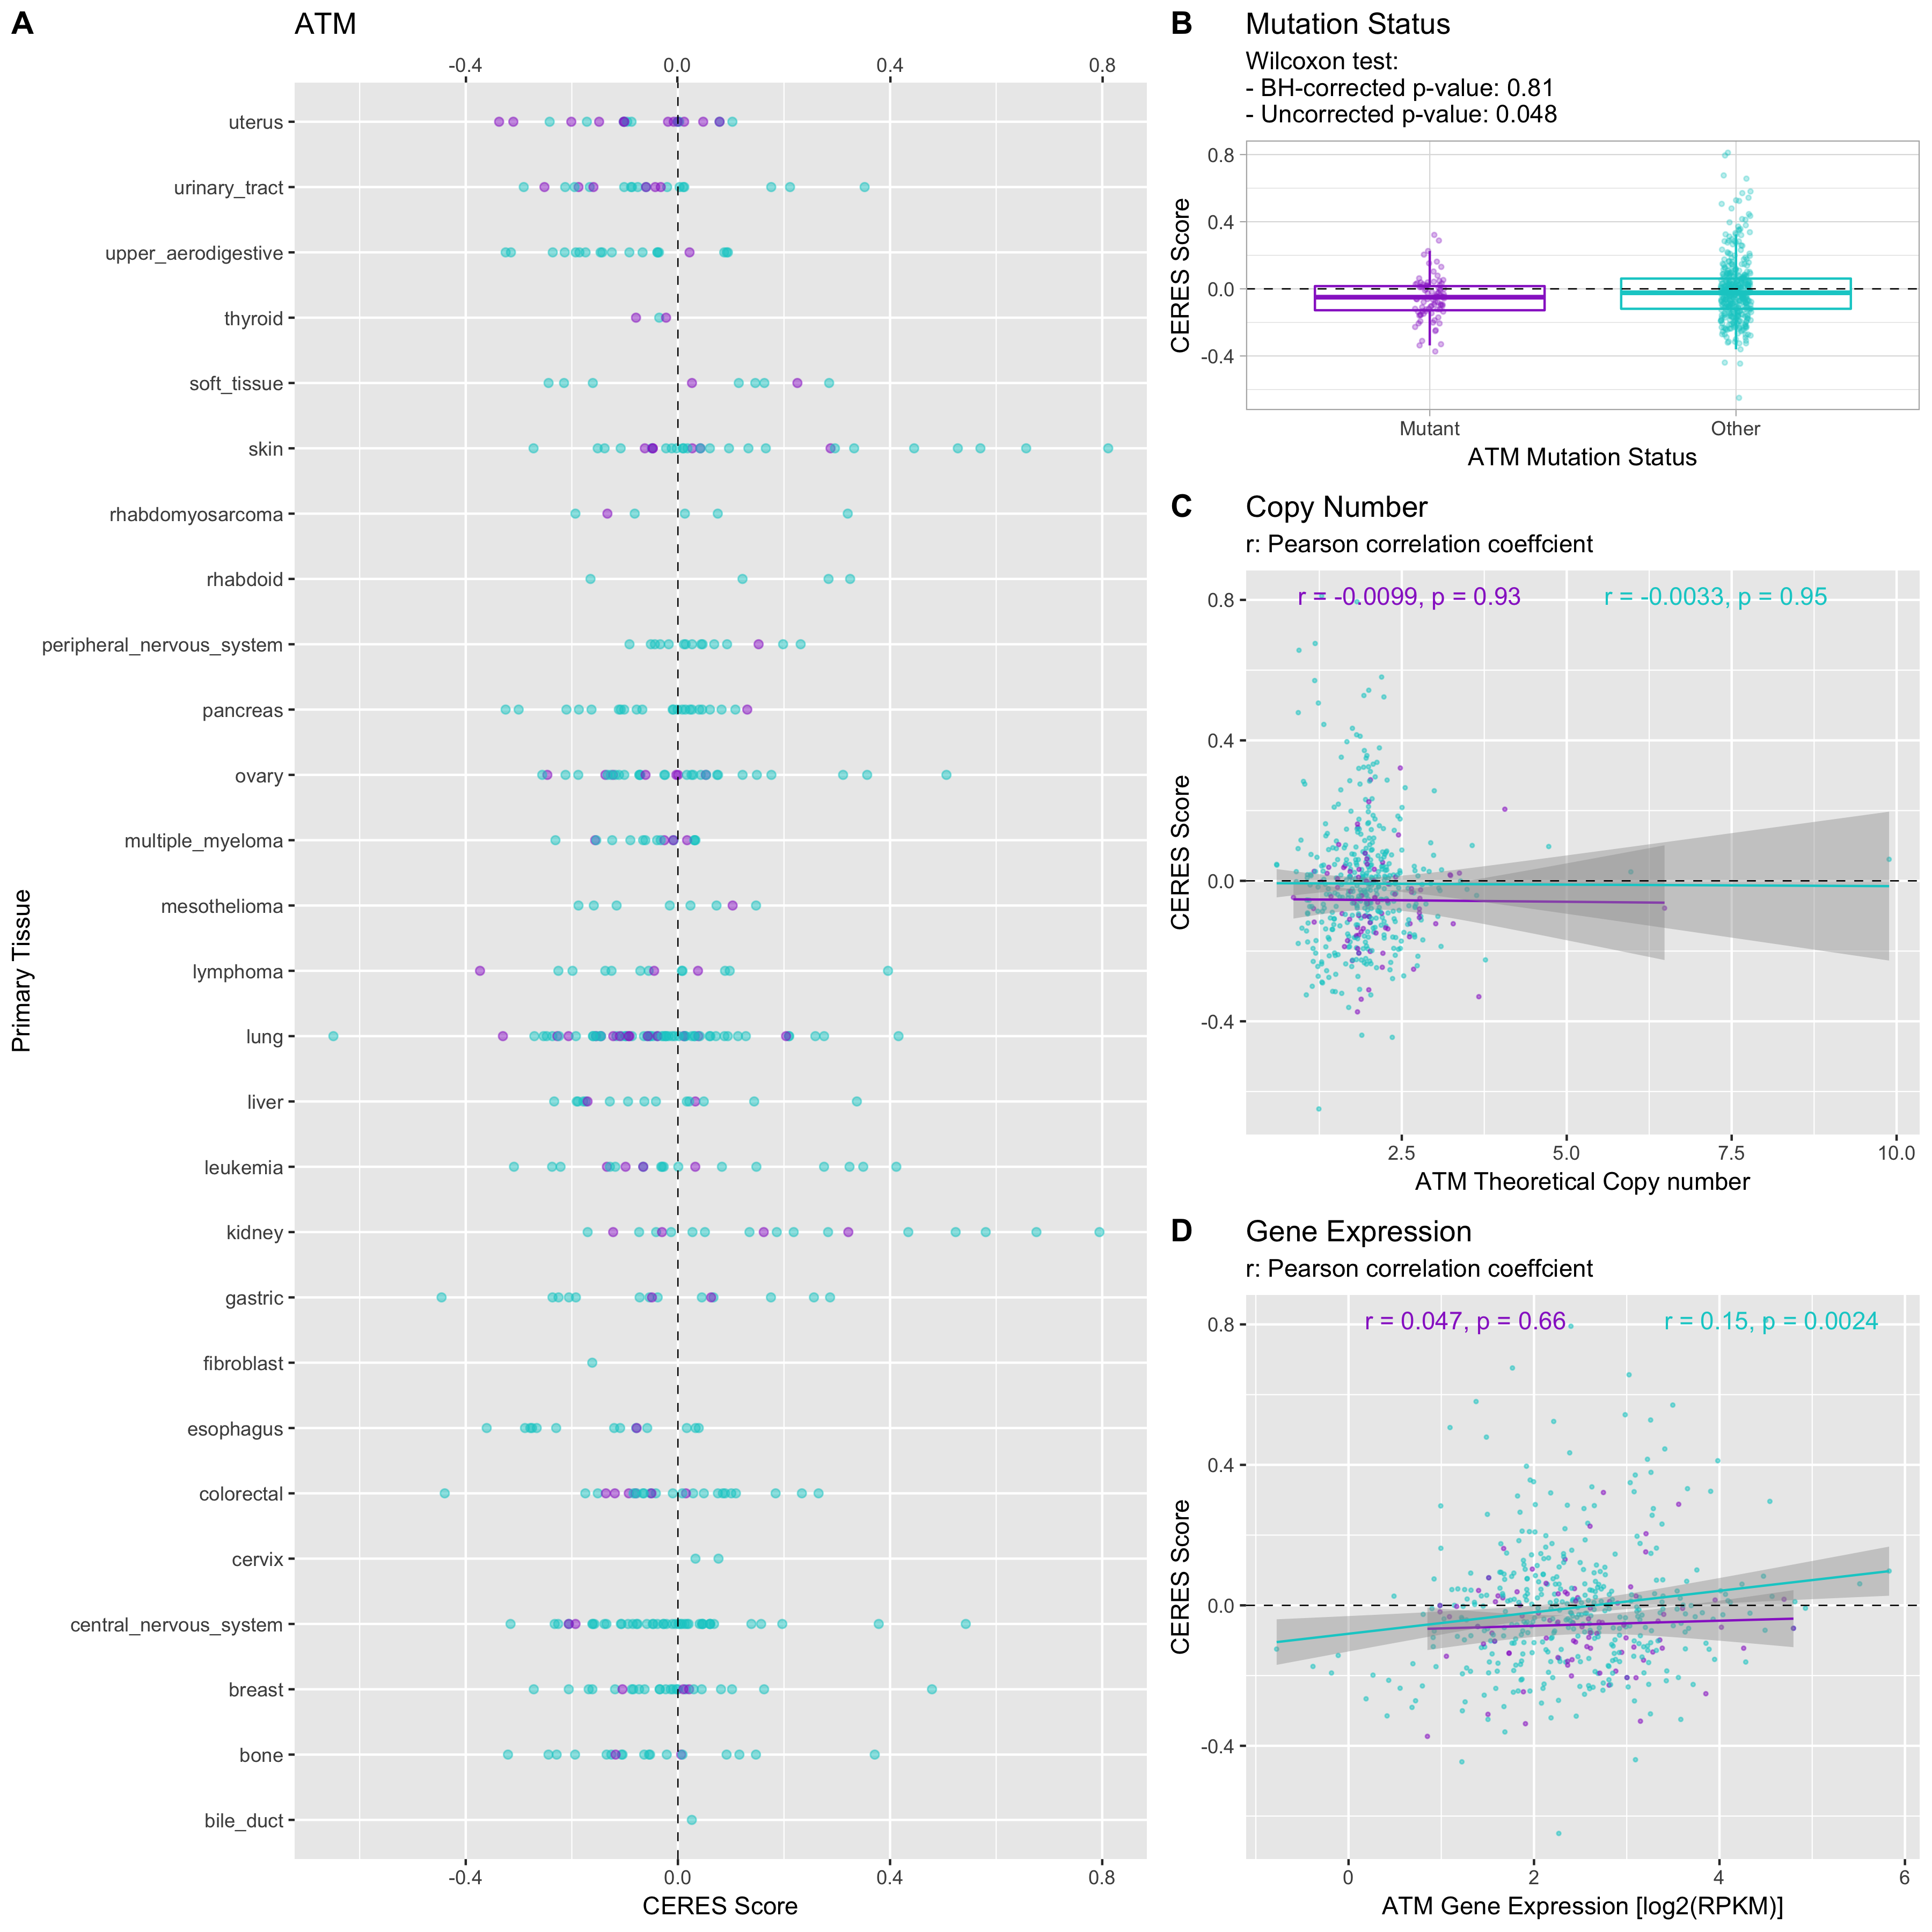 A
ATM
-0.4 0.0 0.4 0.8
uterus
urinary_tract
upper_aerodigestive
thyroid
soft_tissue
skin
rhabdomyosarcoma
rhabdoid
peripheral_nervous_system
pancreas
ovary
multiple_myeloma
mesothelioma
lymphoma
lung
liver
leukemia
kidney
gastric
fibroblast
esophagus
colorectal
cervix
central_nervous_system
breast
bone
bile_duct
Primary Tissue
-0.4 0.0 0.4 0.8
CERES Score
B
Mutation Status
Wilcoxon test:
- BH-corrected p-value: 0.81
- Uncorrected p-value: 0.048
0.8
0.4
0.0
-0.4
CERES Score
Mutant Other
ATM Mutation Status
C
Copy Number
r: Pearson correlation coeffcient
r = -0.0099, p = 0.93 r = -0.0033, p = 0.95
0.8
0.4
0.0
-0.4
CERES Score
2.5 5.0 7.5 10.0
ATM Theoretical Copy number
D
Gene Expression
r: Pearson correlation coeffcient
r = 0.047, p = 0.66 r = 0.15, p = 0.0024
0.8
0.4
0.0
-0.4
CERES Score
0 2 4 6
ATM Gene Expression [log2(RPKM)]